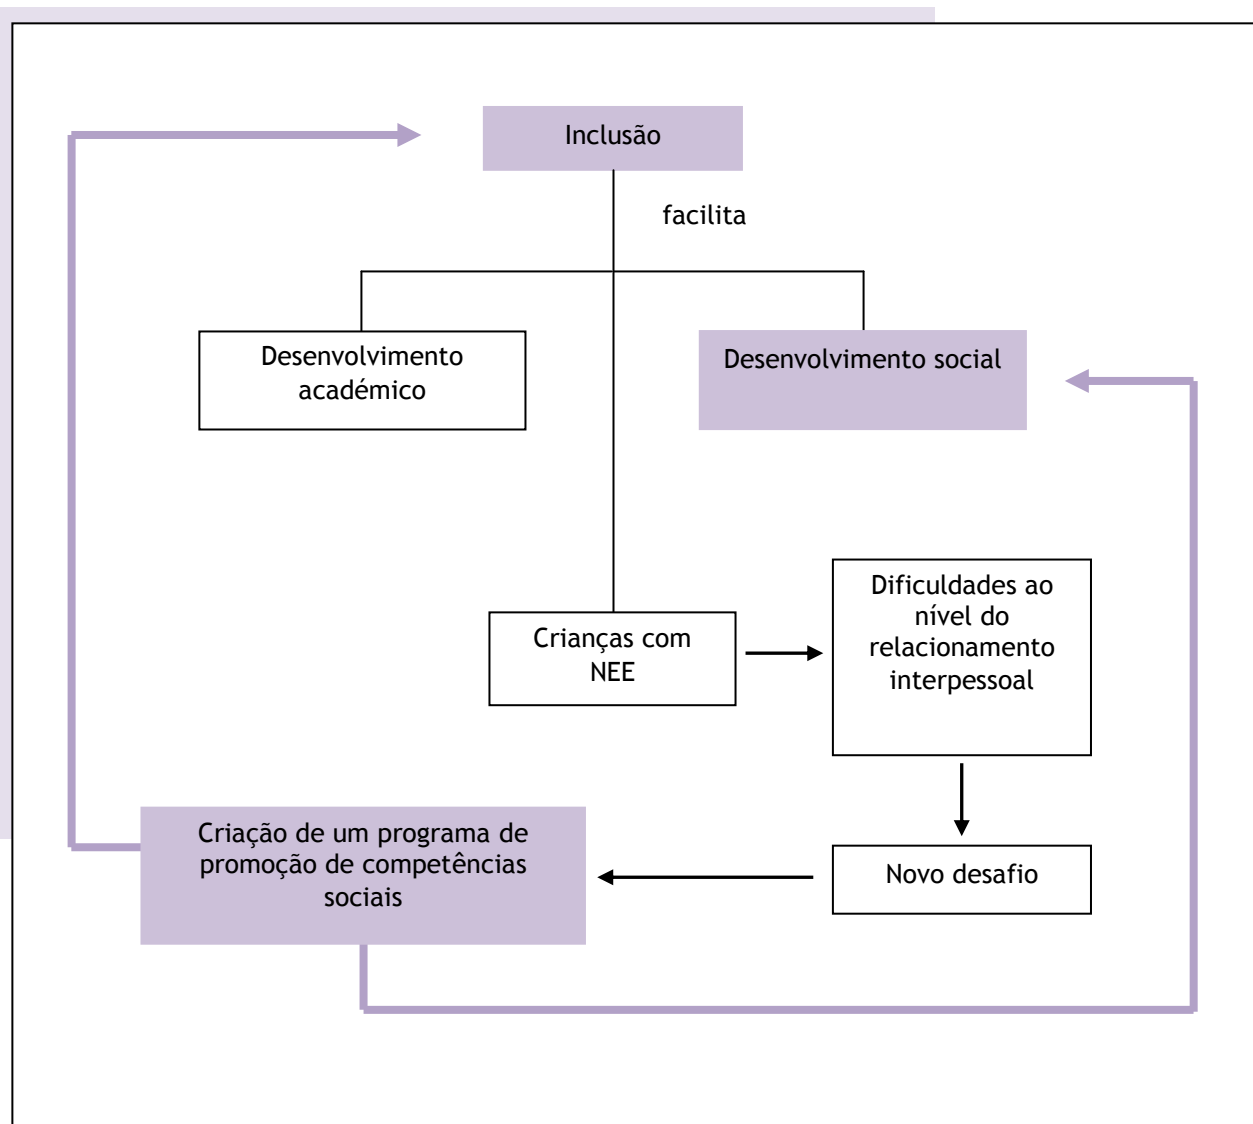 Inclusão
facilita
Desenvolvimento
académico
Desenvolvimento social
Crianças com
NEE
Dificuldades ao
nível do
relacionamento
interpessoal
Criação de um programa de
promoção de competências
sociais
Novo desafio